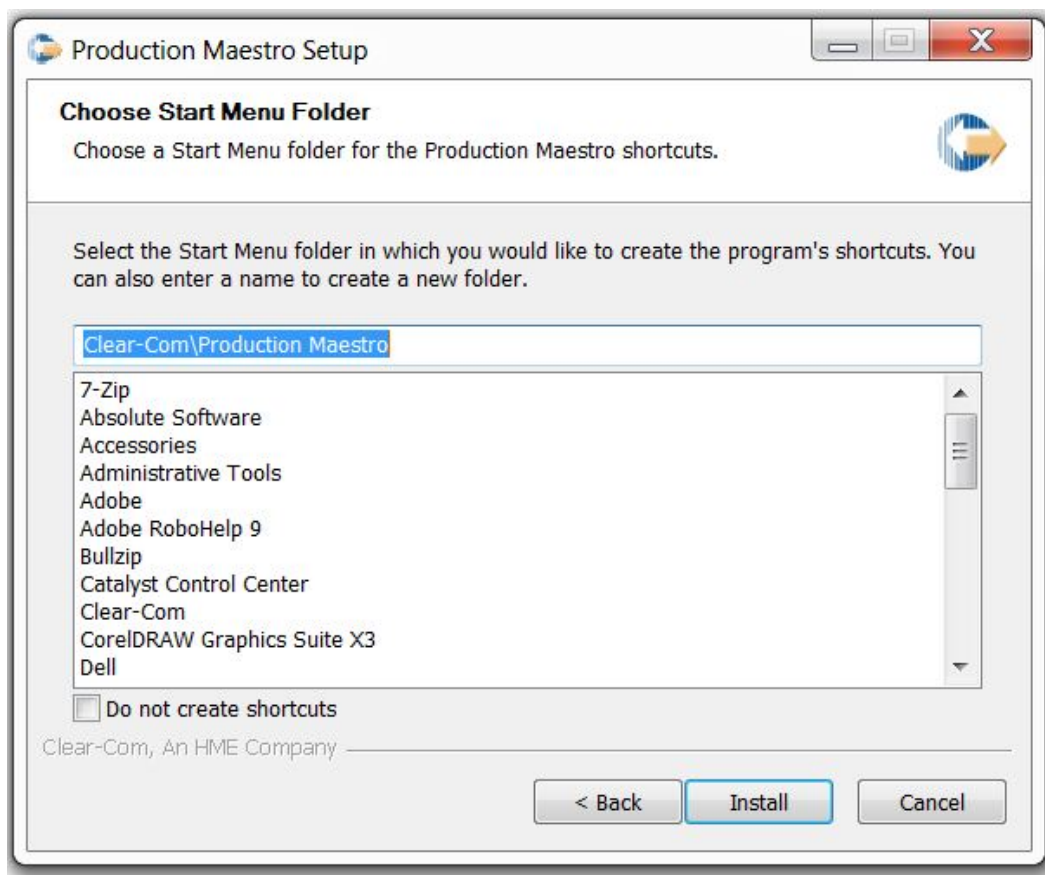 Production Maestro Setup
Choose Start Menu Folder
Choose a Start Menu folder for the Production Maestro shortcuts.
Select the Start Menu folder in which you would like to create the program's shortcuts. You
can also enter a name to create a new folder.
Clear-Com\Production Maestro
7-Zip
Absolute Software
Accessories
Administrative Tools
Adobe
Adobe RoboHelp 9
Bullzip
Catalyst Control Center
Clear-Com
CorelDRAW Graphics Suite X3
Dell
Do not create shortcuts
Clear-Com, An HME Company
< Back Install Cancel